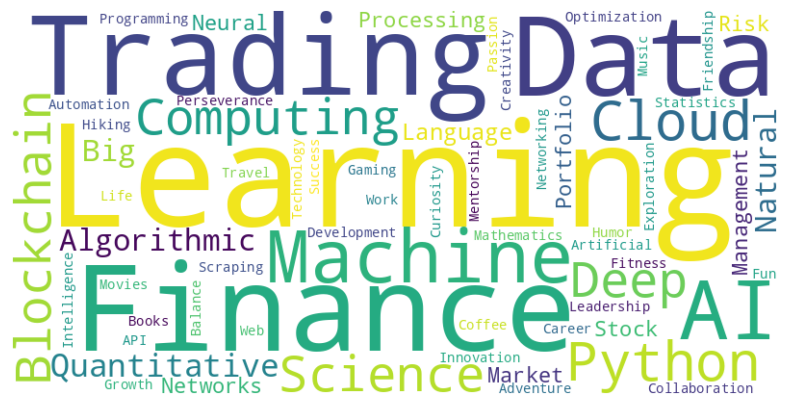 Programming
Neural
Processing
Optimization
Risk
Trading
Data
Passion
Creativity
Music
Friendship
Automation
Perseverance
Statistics
Hiking
Computing
Language
Cloud
Blockchain
Big
Learning
Portfolio
Networking
Natural
Life
Travel
Technology
Success
Gaming
Work
Curiosity
Mentorship
Exploration
Management
Algorithmic
Development
Mathematics
Humor
Artificial
Machine
Intelligence
Scraping
Finance
Deep
Fitness
Fun
AI
Movies
Books
Balance
API
Web
Coffee
Career
Leadership
Stock
Quantitative
Science
Innovation
Market
Python
Growth
Networks
Adventure
Collaboration